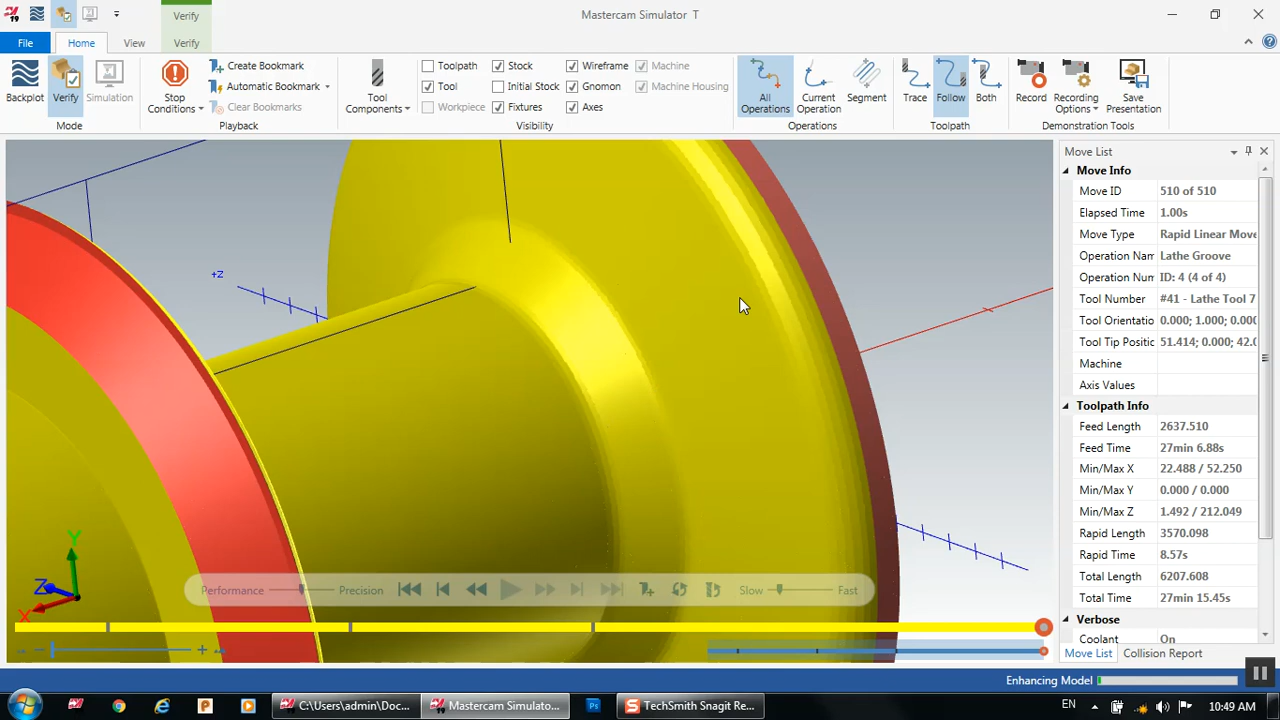 Mastercam Simulator T
Verify
File
Home
View
Verify
Backplot
Verify
Simulation
Mode
Stop Conditions
Create Bookmark
Automatic Bookmark
Clear Bookmarks
Playback
Tool Components
Toolpath
Tool
Workpiece
Stock
Initial Stock
Fixtures
Wireframe
Gnomon
Axes
Machine
Machine Housing
Visibility
All Operations
Current Operation
Segment
Operations
Trace
Follow
Both
Toolpath
Record
Recording Options
Save Presentation
Demonstration Tools
+Z
Y
Z
X
Performance
Precision
Slow
Fast
Move List
Move Info
Move ID 510 of 510
Elapsed Time 1.00s
Move Type Rapid Linear Move
Operation Nam Lathe Groove
Operation Num ID: 4 (4 of 4)
Tool Number #41 - Lathe Tool 7
Tool Orientatio 0.000; 1.000; 0.000
Tool Tip Positic 51.414; 0.000; 42.0
Machine
Axis Values
Toolpath Info
Feed Length 2637.510
Feed Time 27min 6.88s
Min/Max X 22.488 / 52.250
Min/Max Y 0.000 / 0.000
Min/Max Z 1.492 / 212.049
Rapid Length 3570.098
Rapid Time 8.57s
Total Length 6207.608
Total Time 27min 15.45s
Verbose
Coolant On
Move List
Collision Report
Enhancing Model
C:\Users\admin\Doc...
Mastercam Simulato...
Ps
TechSmith Snagit Re...
EN
10:49 AM